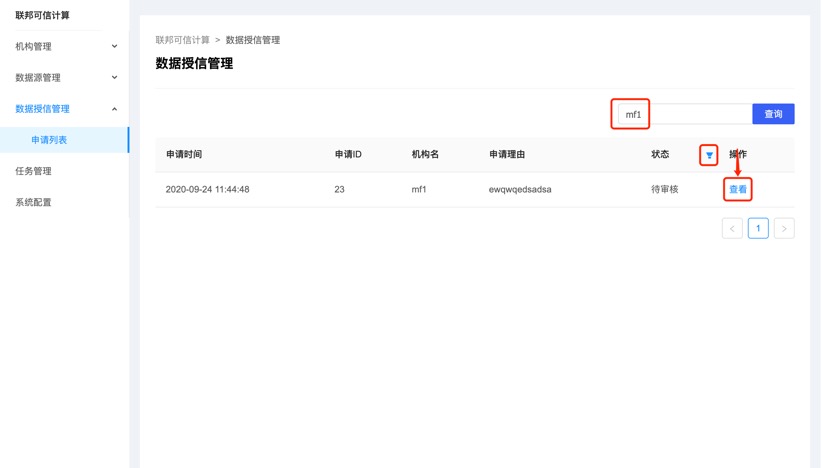 联邦可信计算
机构管理
数据源管理
数据授信管理
申请列表
任务管理
系统配置
联邦可信计算 > 数据授信管理
数据授信管理
mf1 查询
申请时间 申请ID 机构名 申请理由 状态 操作
2020-09-24 11:44:48 23 mf1 ewqwqedsadsa 待审核 查看
< 1 >